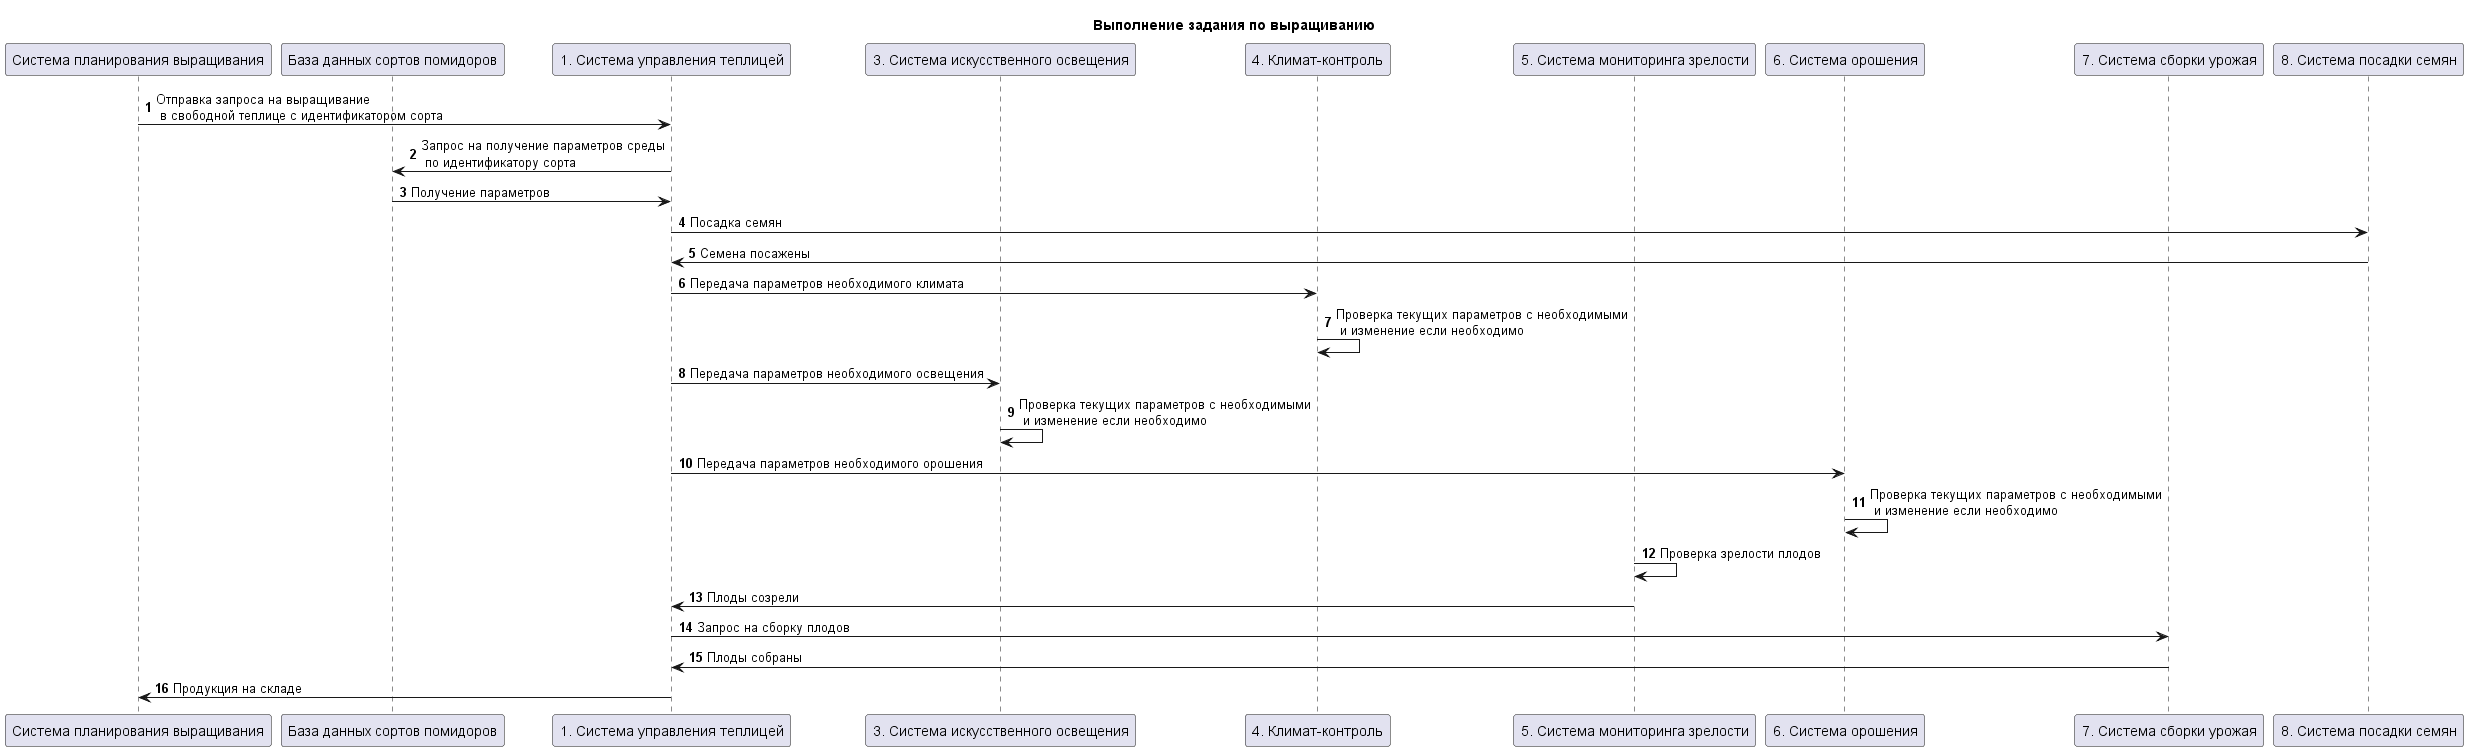 Выполнение задания по выращиванию
Система планирования выращивания
База данных сортов помидоров
1. Система управления теплицей
3. Система искусственного освещения
4. Климат-контроль
5. Система мониторинга зрелости
6. Система орошения
7. Система сборки урожая
8. Система посадки семян
1 Отправка запроса на выращивание
в свободной теплице с идентификатором сорта
2 Запрос на получение параметров среды
по идентификатору сорта
3 Получение параметров
4 Посадка семян
5 Семена посажены
6 Передача параметров необходимого климата
7 Проверка текущих параметров с необходимыми
и изменение если необходимо
8 Передача параметров необходимого освещения
9 Проверка текущих параметров с необходимыми
и изменение если необходимо
10 Передача параметров необходимого орошения
11 Проверка текущих параметров с необходимыми
и изменение если необходимо
12 Проверка зрелости плодов
13 Плоды созрели
14 Запрос на сборку плодов
15 Плоды собраны
16 Продукция на складе
Система планирования выращивания
База данных сортов помидоров
1. Система управления теплицей
3. Система искусственного освещения
4. Климат-контроль
5. Система мониторинга зрелости
6. Система орошения
7. Система сборки урожая
8. Система посадки семян